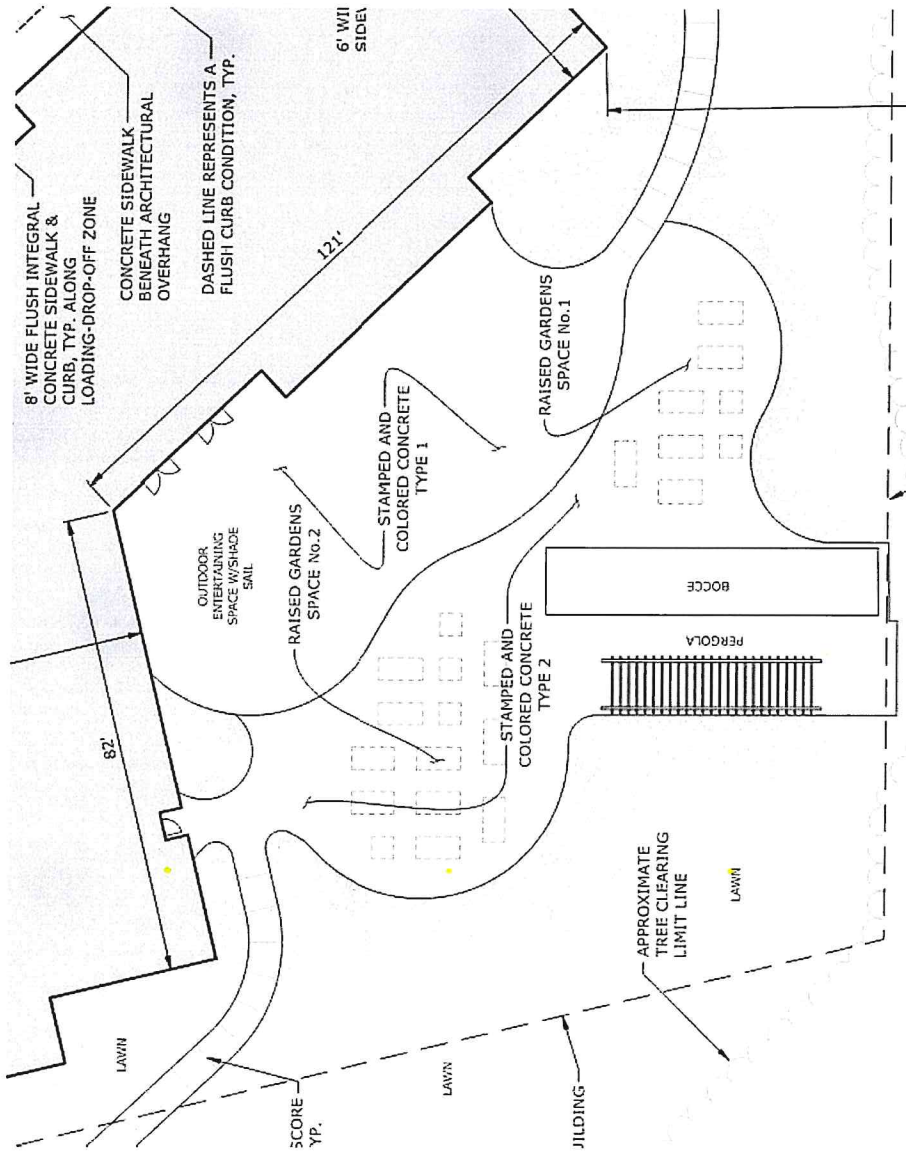 8' WIDE FLUSH INTEGRAL
CONCRETE SIDEWALK &
CURB, TYP. ALONG
LOADING-DROP-OFF ZONE
CONCRETE SIDEWALK
BENEATH ARCHITECTURAL
OVERHANG
DASHED LINE REPRESENTS A
FLUSH CURB CONDITION, TYP.
6' WI
SIDEV
121'
82'
OUTDOOR
ENTERTAINING
SPACE W/SHADE
SAIL
RAISED GARDENS
SPACE No.2
STAMPED AND
COLORED CONCRETE
TYPE 1
RAISED GARDENS
SPACE No.1
STAMPED AND
COLORED CONCRETE
TYPE 2
BOCCE
PERGOLA
APPROXIMATE
TREE CLEARING
LIMIT LINE
LAWN
LAWN
LAWN
SCORE
YP.
UILDING